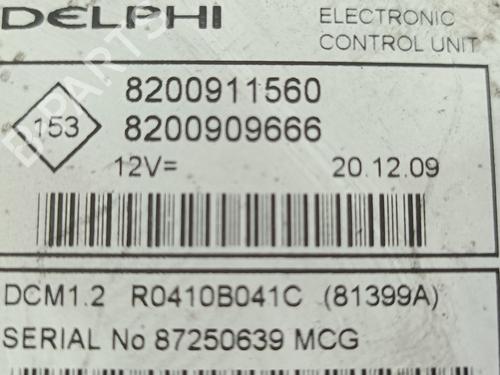 DELPHI
ELECTRONIC
CONTROL UNIT
153
8200911560
8200909666
12V=
20.12.09
DCM1.2 R0410B041C (81399A)
SERIAL No 87250639 MCG